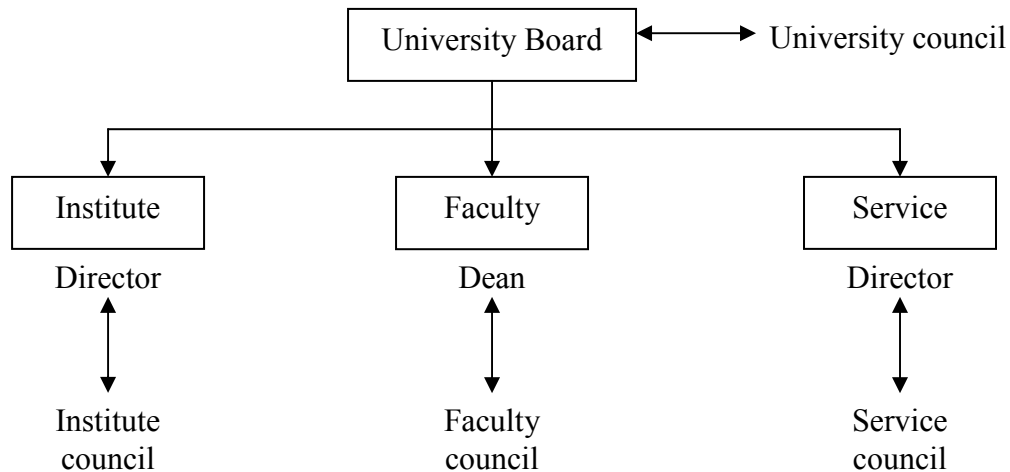 University Board
University council
Institute
Faculty
Service
Director
Dean
Director
Institute
council
Faculty
council
Service
council